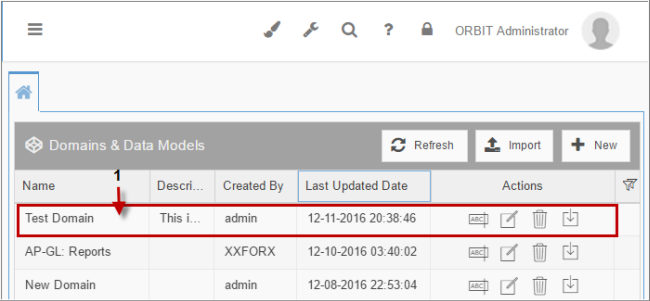 ORBIT Administrator
Domains & Data Models Refresh Import New
1
Name Descri... Created By Last Updated Date Actions
Test Domain This i... admin 12-11-2016 20:38:46 ABC
AP-GL: Reports XXFORX 12-10-2016 03:40:02 ABC
New Domain admin 12-08-2016 22:53:04 ABC